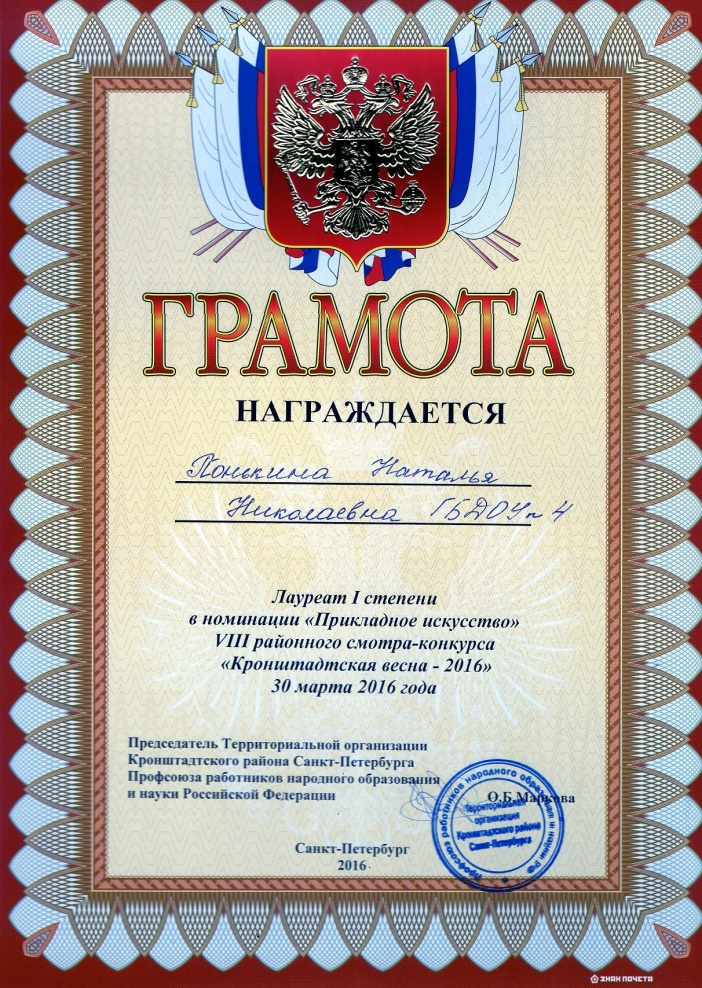 ГРАМОТА
НАГРАЖДАЕТСЯ
Понькина Наталья
Николаевна ГБДОУ 4
Лауреат I степени
в номинации «Прикладное искусство»
VIII районного смотра-конкурса
«Кронштадтская весна - 2016»
30 марта 2016 года
Председатель Территориальной организации
Кронштадтского района Санкт-Петербурга
Профсоюза работников народного образования
и науки Российской Федерации
О.Б.Маркова
Профсоюз работников народного образования и науки РФ
Территориальная
организация
Кронштадтского района
Санкт-Петербурга
Санкт-Петербург
2016
ЗНАК ПОЧЕТА